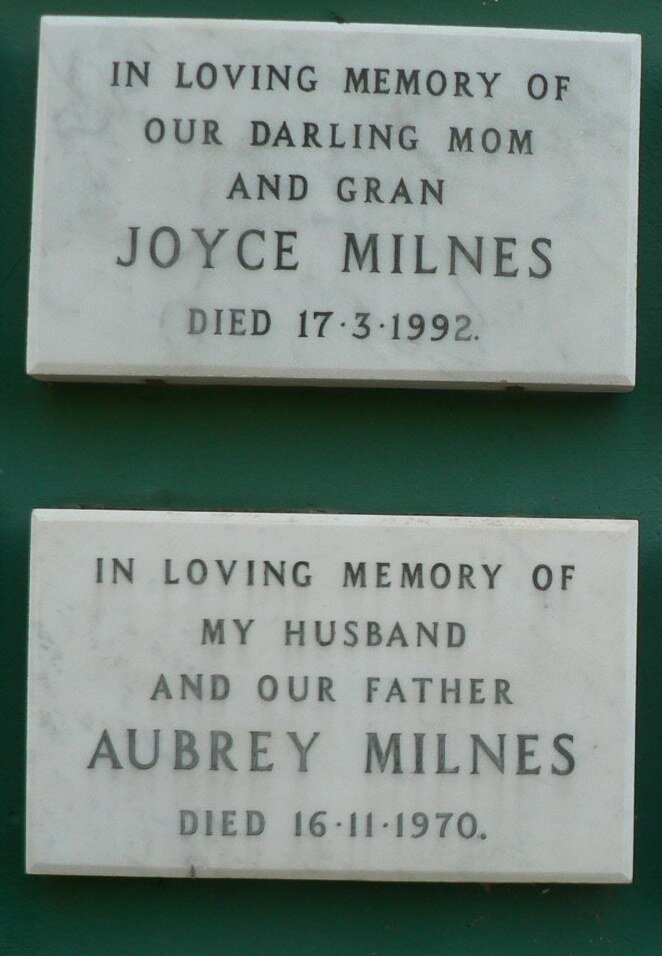 IN LOVING MEMORY OF
OUR DARLING MOM
AND GRAN
JOYCE MILNES
DIED 17·3·1992.
IN LOVING MEMORY OF
MY HUSBAND
AND OUR FATHER
AUBREY MILNES
DIED 16·11·1970.